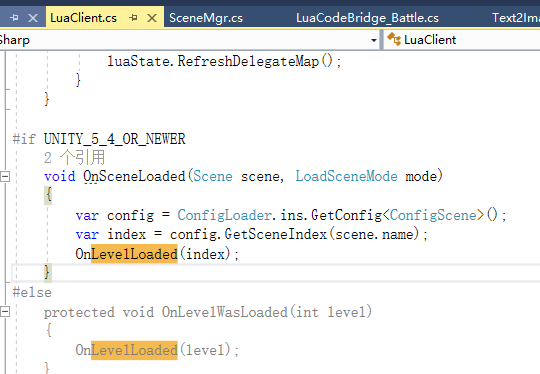 LuaClient.cs SceneMgr.cs LuaCodeBridge_Battle.cs Text2Ima
Sharp LuaClient
luaState.RefreshDelegateMap();
}
}
#if UNITY_5_4_OR_NEWER
2 个引用
void OnSceneLoaded(Scene scene, LoadSceneMode mode)
{
var config = ConfigLoader.ins.GetConfig<ConfigScene>();
var index = config.GetSceneIndex(scene.name);
OnLevelLoaded(index);
}
#else
protected void OnLevelWasLoaded(int level)
{
OnLevelLoaded(level);
}